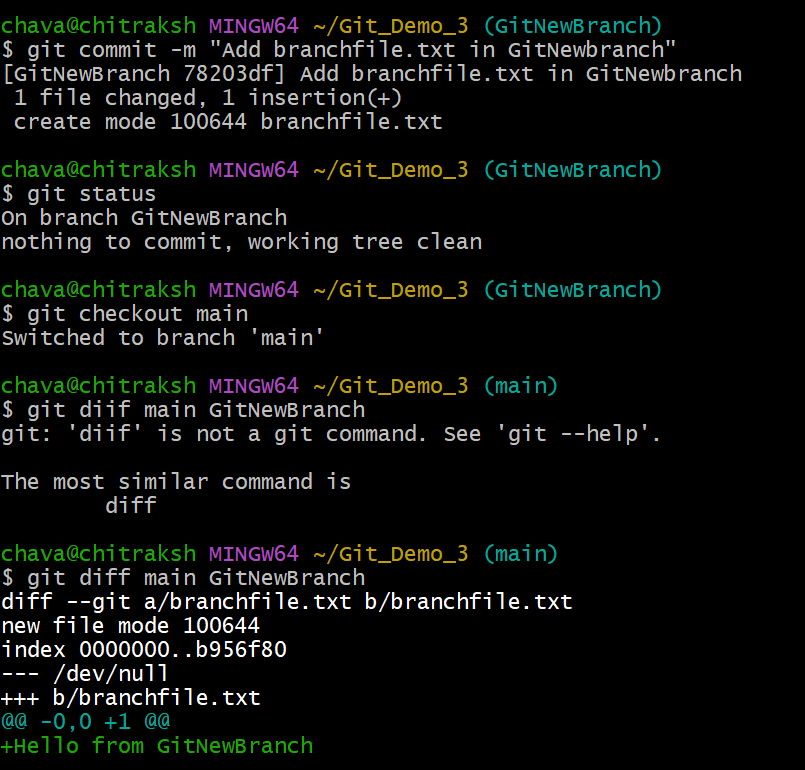 chava@chitraksh MINGW64 ~/Git_Demo_3 (GitNewBranch)
$ git commit -m "Add branchfile.txt in GitNewbranch"
[GitNewBranch 78203df] Add branchfile.txt in GitNewbranch
 1 file changed, 1 insertion(+)
 create mode 100644 branchfile.txt

chava@chitraksh MINGW64 ~/Git_Demo_3 (GitNewBranch)
$ git status
On branch GitNewBranch
nothing to commit, working tree clean

chava@chitraksh MINGW64 ~/Git_Demo_3 (GitNewBranch)
$ git checkout main
Switched to branch 'main'

chava@chitraksh MINGW64 ~/Git_Demo_3 (main)
$ git diif main GitNewBranch
git: 'diif' is not a git command. See 'git --help'.

The most similar command is
        diff

chava@chitraksh MINGW64 ~/Git_Demo_3 (main)
$ git diff main GitNewBranch
diff --git a/branchfile.txt b/branchfile.txt
new file mode 100644
index 0000000..b956f80
--- /dev/null
+++ b/branchfile.txt
@@ -0,0 +1 @@
+Hello from GitNewBranch